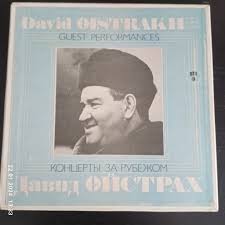 David OISTRAKH
GUEST PERFORMANCES
КОНЦЕРТЫ ЗА РУБЕЖОМ
Давид ОЙСТРАХ